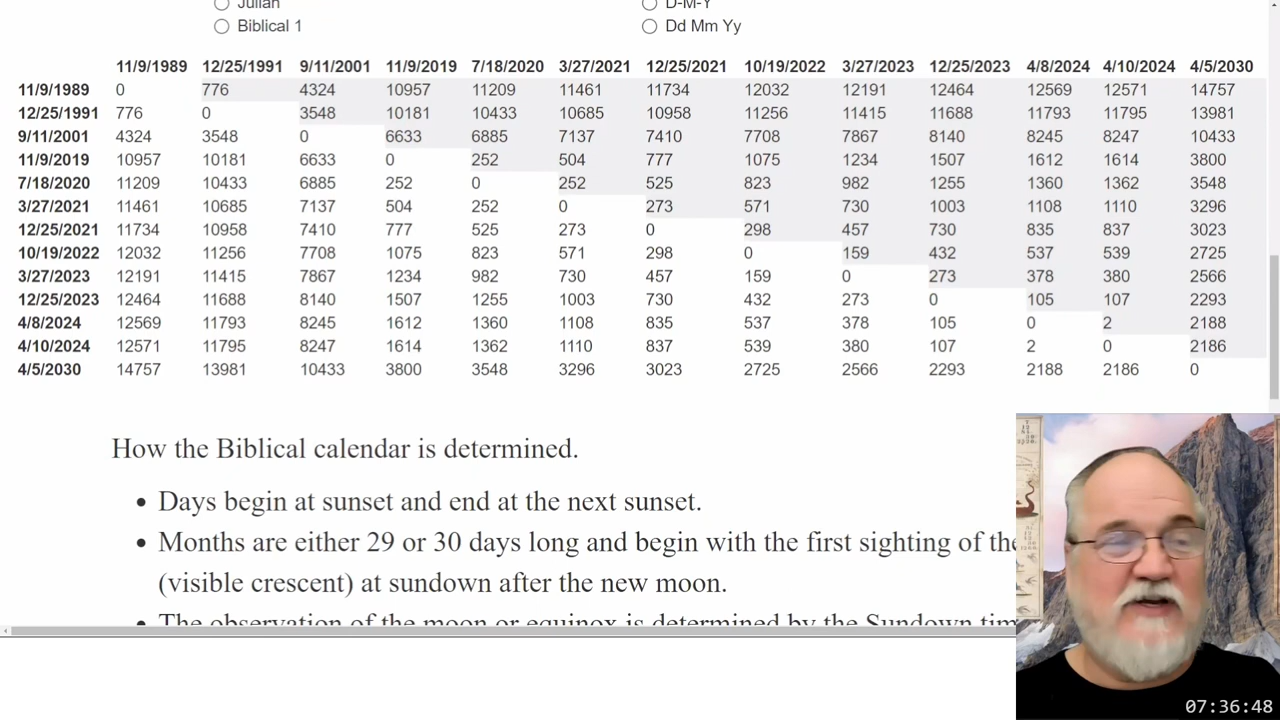 Julian D-M-Y
Biblical 1 Dd Mm Yy
11/9/1989 12/25/1991 9/11/2001 11/9/2019 7/18/2020 3/27/2021 12/25/2021 10/19/2022 3/27/2023 12/25/2023 4/8/2024 4/10/2024 4/5/2030
11/9/1989 0 776 4324 10957 11209 11461 11734 12032 12191 12464 12569 12571 14757
12/25/1991 776 0 3548 10181 10433 10685 10958 11256 11415 11688 11793 11795 13981
9/11/2001 4324 3548 0 6633 6885 7137 7410 7708 7867 8140 8245 8247 10433
11/9/2019 10957 10181 6633 0 252 504 777 1075 1234 1507 1612 1614 3800
7/18/2020 11209 10433 6885 252 0 252 525 823 982 1255 1360 1362 3548
3/27/2021 11461 10685 7137 504 252 0 273 571 730 1003 1108 1110 3296
12/25/2021 11734 10958 7410 777 525 273 0 298 457 730 835 837 3023
10/19/2022 12032 11256 7708 1075 823 571 298 0 159 432 537 539 2725
3/27/2023 12191 11415 7867 1234 982 730 457 159 0 273 378 380 2566
12/25/2023 12464 11688 8140 1507 1255 1003 730 432 273 0 105 107 2293
4/8/2024 12569 11793 8245 1612 1360 1108 835 537 378 105 0 2 2188
4/10/2024 12571 11795 8247 1614 1362 1110 837 539 380 107 2 0 2186
4/5/2030 14757 13981 10433 3800 3548 3296 3023 2725 2566 2293 2188 2186 0
How the Biblical calendar is determined.
• Days begin at sunset and end at the next sunset.
• Months are either 29 or 30 days long and begin with the first sighting of the
(visible crescent) at sundown after the new moon.
• The observation of the moon or equinox is determined by the Sundown tim
07:36:48